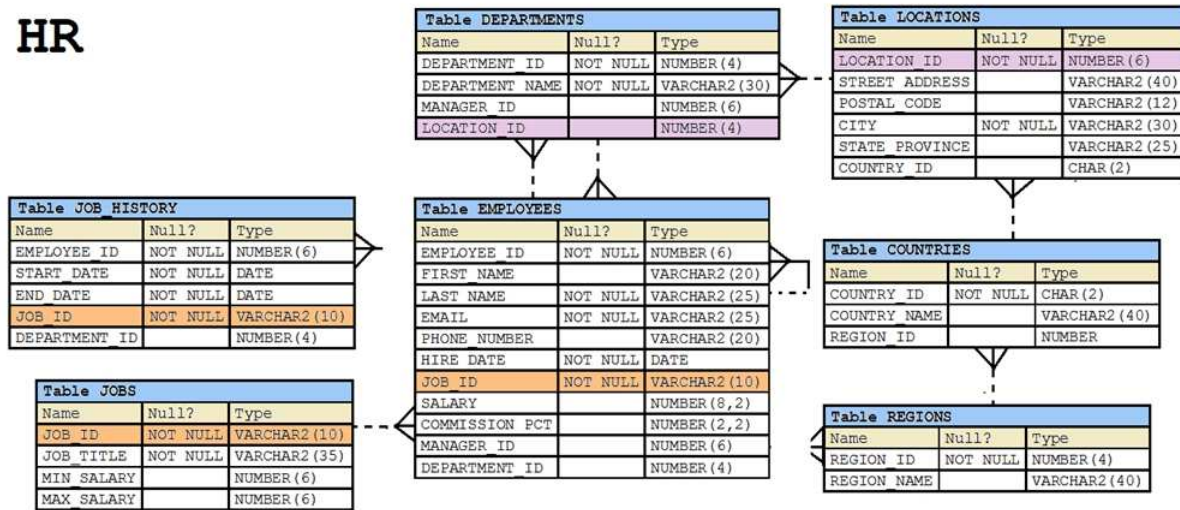 HR
Table DEPARTMENTS
Name Null? Type
DEPARTMENT_ID NOT NULL NUMBER(4)
DEPARTMENT_NAME NOT NULL VARCHAR2(30)
MANAGER_ID NUMBER(6)
LOCATION_ID NUMBER(4)
Table LOCATIONS
Name Null? Type
LOCATION_ID NOT NULL NUMBER(6)
STREET_ADDRESS VARCHAR2(40)
POSTAL_CODE VARCHAR2(12)
CITY NOT NULL VARCHAR2(30)
STATE_PROVINCE VARCHAR2(25)
COUNTRY_ID CHAR(2)
Table JOB_HISTORY
Name Null? Type
EMPLOYEE_ID NOT NULL NUMBER(6)
START_DATE NOT NULL DATE
END_DATE NOT NULL DATE
JOB_ID NOT NULL VARCHAR2(10)
DEPARTMENT_ID NUMBER(4)
Table EMPLOYEES
Name Null? Type
EMPLOYEE_ID NOT NULL NUMBER(6)
FIRST_NAME VARCHAR2(20)
LAST_NAME NOT NULL VARCHAR2(25)
EMAIL NOT NULL VARCHAR2(25)
PHONE_NUMBER VARCHAR2(20)
HIRE_DATE NOT NULL DATE
JOB_ID NOT NULL VARCHAR2(10)
SALARY NUMBER(8,2)
COMMISSION_PCT NUMBER(2,2)
MANAGER_ID NUMBER(6)
DEPARTMENT_ID NUMBER(4)
Table COUNTRIES
Name Null? Type
COUNTRY_ID NOT NULL CHAR(2)
COUNTRY_NAME VARCHAR2(40)
REGION_ID NUMBER
Table JOBS
Name Null? Type
JOB_ID NOT NULL VARCHAR2(10)
JOB_TITLE NOT NULL VARCHAR2(35)
MIN_SALARY NUMBER(6)
MAX_SALARY NUMBER(6)
Table REGIONS
Name Null? Type
REGION_ID NOT NULL NUMBER(4)
REGION_NAME VARCHAR2(40)